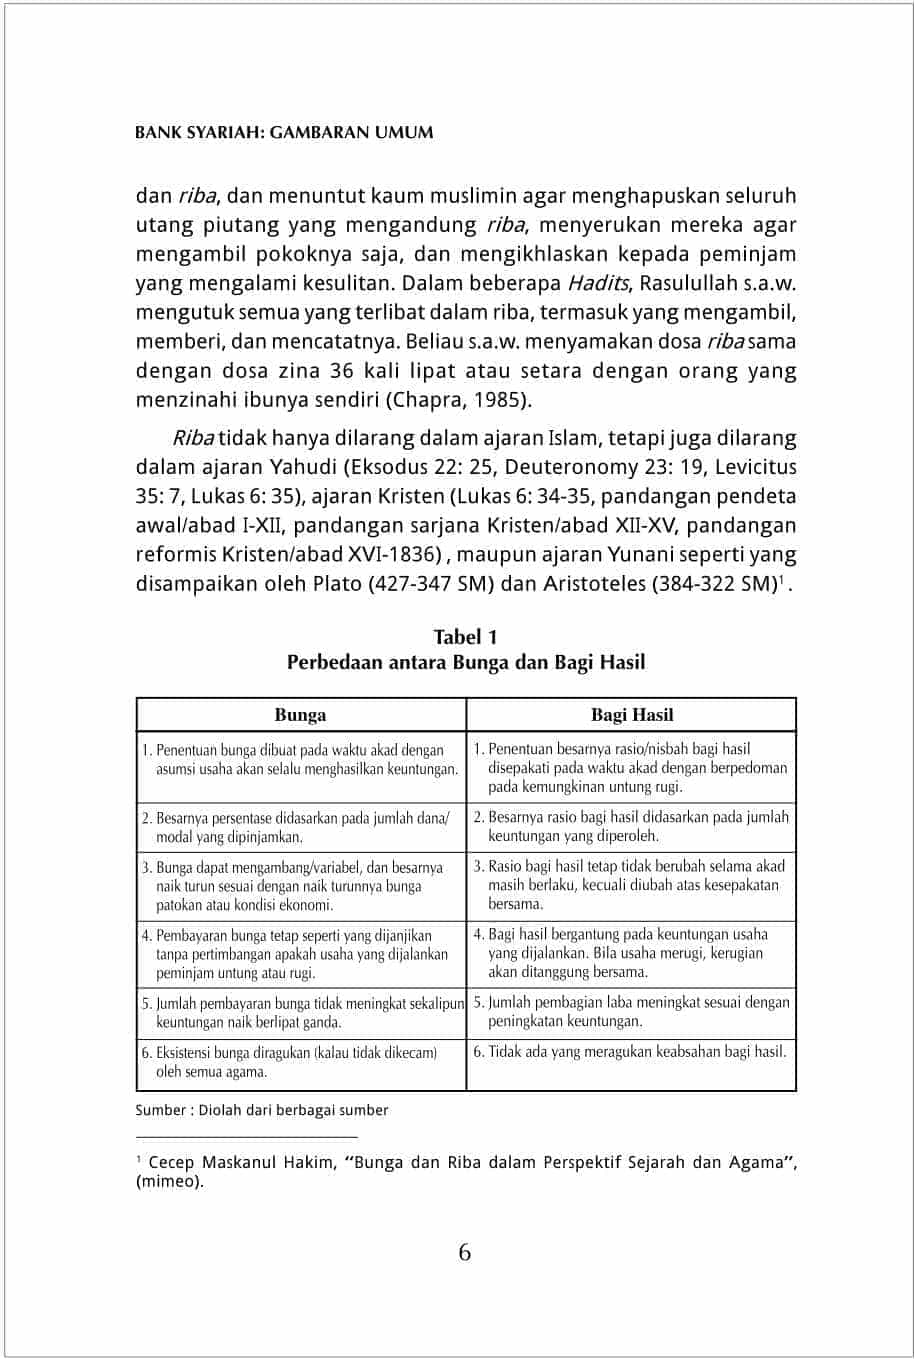 BANK SYARIAH: GAMBARAN UMUM
dan riba, dan menuntut kaum muslimin agar menghapuskan seluruh
utang piutang yang mengandung riba, menyerukan mereka agar
mengambil pokoknya saja, dan mengikhlaskan kepada peminjam
yang mengalami kesulitan. Dalam beberapa Hadits, Rasulullah s.a.w.
mengutuk semua yang terlibat dalam riba, termasuk yang mengambil,
memberi, dan mencatatnya. Beliau s.a.w. menyamakan dosa riba sama
dengan dosa zina 36 kali lipat atau setara dengan orang yang
menzinahi ibunya sendiri (Chapra, 1985).
Riba tidak hanya dilarang dalam ajaran Islam, tetapi juga dilarang
dalam ajaran Yahudi (Eksodus 22: 25, Deuteronomy 23: 19, Levicitus
35: 7, Lukas 6: 35), ajaran Kristen (Lukas 6: 34-35, pandangan pendeta
awal/abad I-XII, pandangan sarjana Kristen/abad XII-XV, pandangan
reformis Kristen/abad XVI-1836) , maupun ajaran Yunani seperti yang
disampaikan oleh Plato (427-347 SM) dan Aristoteles (384-322 SM)¹ .
Tabel 1
Perbedaan antara Bunga dan Bagi Hasil
Bunga
Bagi Hasil
1. Penentuan bunga dibuat pada waktu akad dengan
asumsi usaha akan selalu menghasilkan keuntungan.
1. Penentuan besarnya rasio/nisbah bagi hasil
disepakati pada waktu akad dengan berpedoman
pada kemungkinan untung rugi.
2. Besarnya persentase didasarkan pada jumlah dana/
modal yang dipinjamkan.
2. Besarnya rasio bagi hasil didasarkan pada jumlah
keuntungan yang diperoleh.
3. Bunga dapat mengambang/variabel, dan besarnya
naik turun sesuai dengan naik turunnya bunga
patokan atau kondisi ekonomi.
3. Rasio bagi hasil tetap tidak berubah selama akad
masih berlaku, kecuali diubah atas kesepakatan
bersama.
4. Pembayaran bunga tetap seperti yang dijanjikan
tanpa pertimbangan apakah usaha yang dijalankan
peminjam untung atau rugi.
4. Bagi hasil bergantung pada keuntungan usaha
yang dijalankan. Bila usaha merugi, kerugian
akan ditanggung bersama.
5. Jumlah pembayaran bunga tidak meningkat sekalipun
keuntungan naik berlipat ganda.
5. Jumlah pembagian laba meningkat sesuai dengan
peningkatan keuntungan.
6. Eksistensi bunga diragukan (kalau tidak dikecam)
oleh semua agama.
6. Tidak ada yang meragukan keabsahan bagi hasil.
Sumber : Diolah dari berbagai sumber
¹ Cecep Maskanul Hakim, “Bunga dan Riba dalam Perspektif Sejarah dan Agama”,
(mimeo).
6